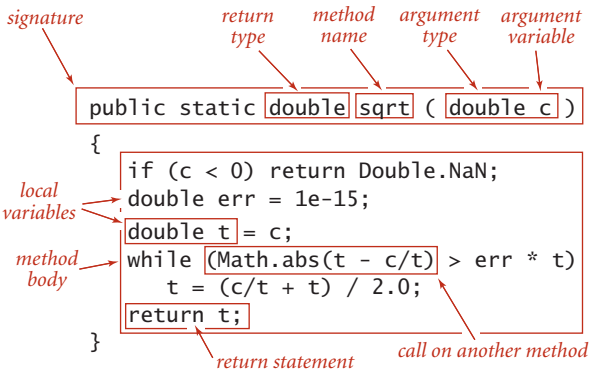 signature
return type
method name
argument type
argument variable
public static double sqrt ( double c )
{
if (c < 0) return Double.NaN;
double err = 1e-15;
local variables
double t = c;
method body
while (Math.abs(t - c/t) > err * t)
t = (c/t + t) / 2.0;
return t;
}
return statement
call on another method